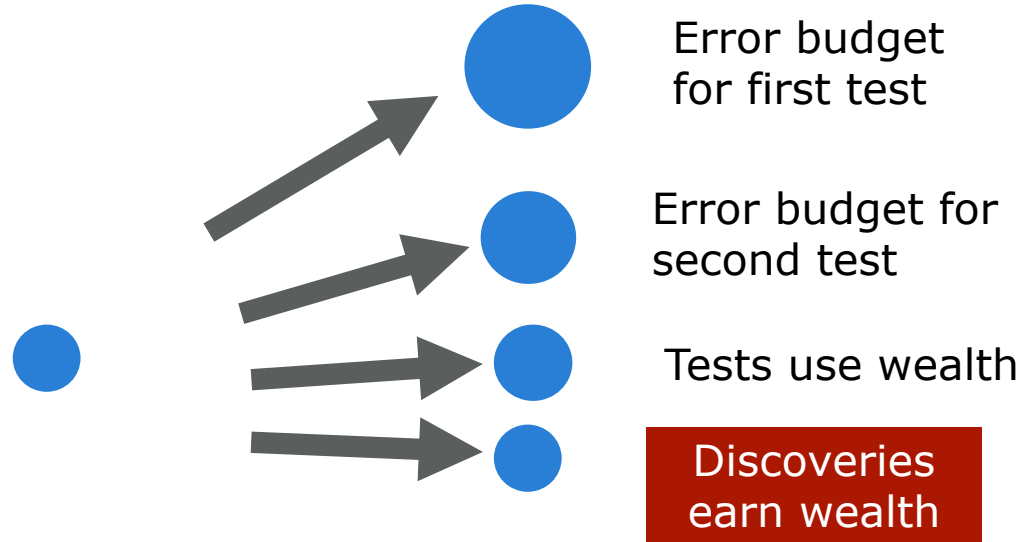 Error budget
for first test
Error budget for
second test
Tests use wealth
Discoveries
earn wealth